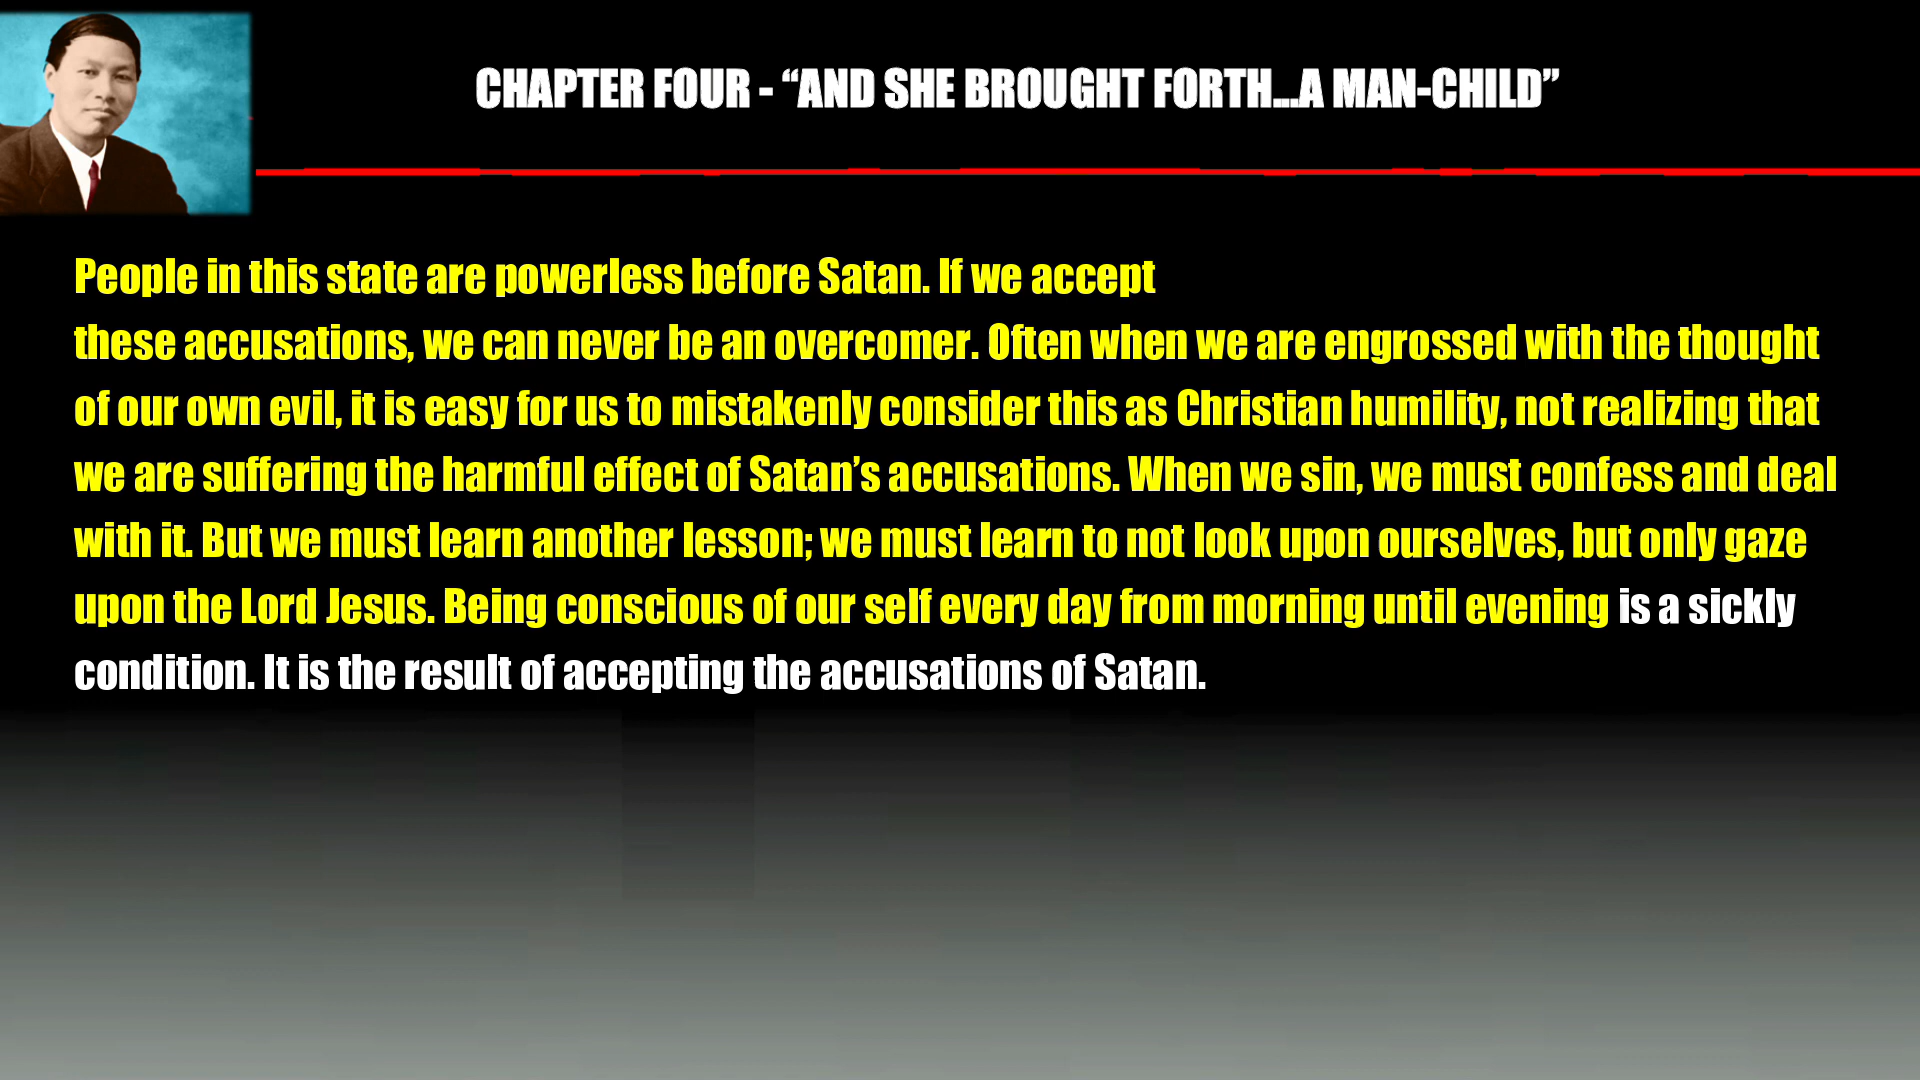 CHAPTER FOUR - “AND SHE BROUGHT FORTH...A MAN-CHILD”
People in this state are powerless before Satan. If we accept
these accusations, we can never be an overcomer. Often when we are engrossed with the thought
of our own evil, it is easy for us to mistakenly consider this as Christian humility, not realizing that
we are suffering the harmful effect of Satan’s accusations. When we sin, we must confess and deal
with it. But we must learn another lesson; we must learn to not look upon ourselves, but only gaze
upon the Lord Jesus. Being conscious of our self every day from morning until evening is a sickly
condition. It is the result of accepting the accusations of Satan.